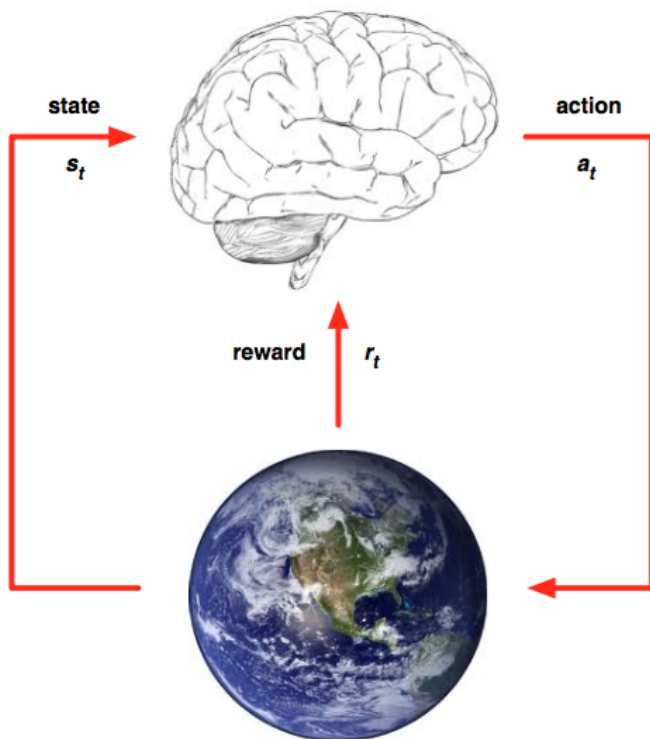 state
s_t
action
a_t
reward r_t